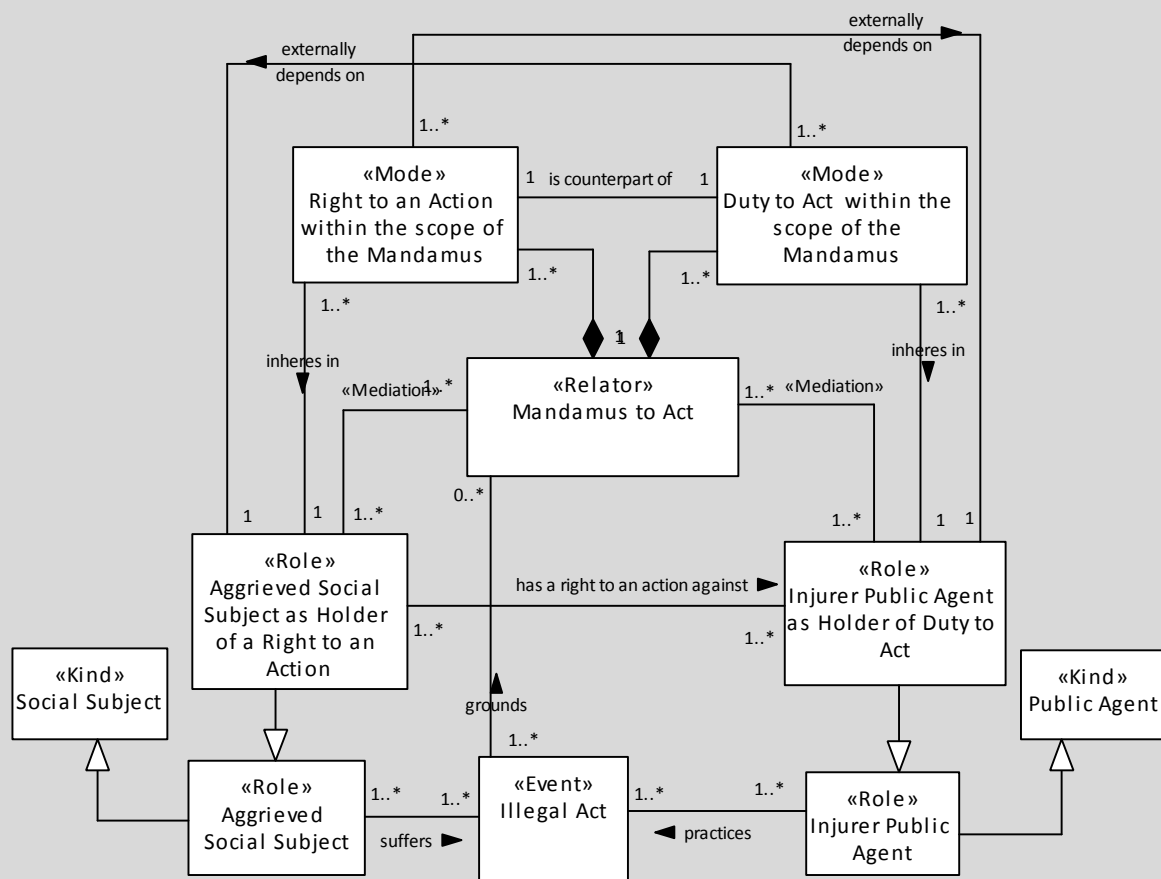 externally
depends on
externally
depends on
1..*
1..*
«Mode»
Right to an Action
within the scope of
the Mandamus
1
is counterpart of
1
«Mode»
Duty to Act within the
scope of the
Mandamus
1..*
1..*
1..*
1..*
inheres in
1
1
inheres in
«Mediation»
1..*
«Relator»
Mandamus to Act
1..*
«Mediation»
0..*
1
1
1..*
1..*
1
1
«Role»
Aggrieved Social
Subject as Holder
of a Right to an
Action
has a right to an action against
1..*
1..*
«Role»
Injurer Public Agent
as Holder of Duty to
Act
«Kind»
Social Subject
«Kind»
Public Agent
grounds
1..*
«Role»
Aggrieved
Social Subject
1..*
1..*
suffers
«Event»
Illegal Act
1..*
1..*
practices
«Role»
Injurer Public
Agent